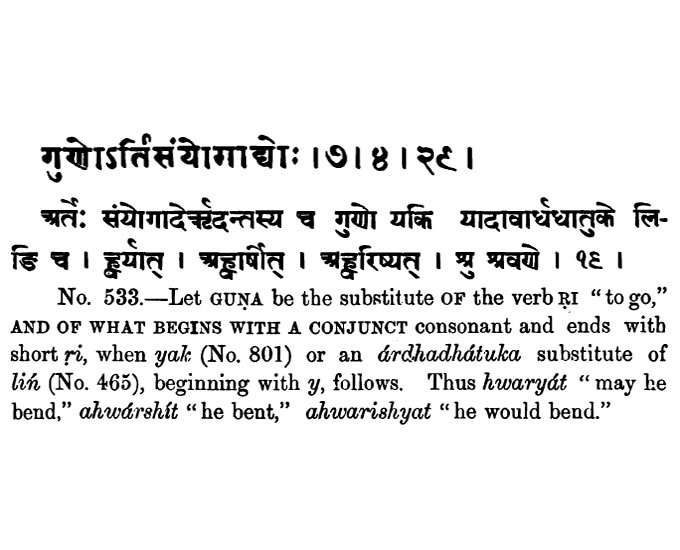 गुणोऽर्तिसंयोगाद्योः । ७ । ४ । २९ ।
अर्तेः संयोगादेर्ऋदन्तस्य च गुणो यकि यादावार्धधातुके लि-
ङि च । ह्वर्यात् । अह्वार्षीत् । अह्वरिष्यत् । श्रु श्रवणे । १९ ।
No. 533.—Let GUṆA be the substitute OF the verb ṚI “to go,”
AND OF WHAT BEGINS WITH A CONJUNCT consonant and ends with
short ṛi, when yak (No. 801) or an árdhadhátuka substitute of
liń (No. 465), beginning with y, follows. Thus hwaryát “may he
bend,” ahwárshít “he bent,” ahwarishyat “he would bend.”